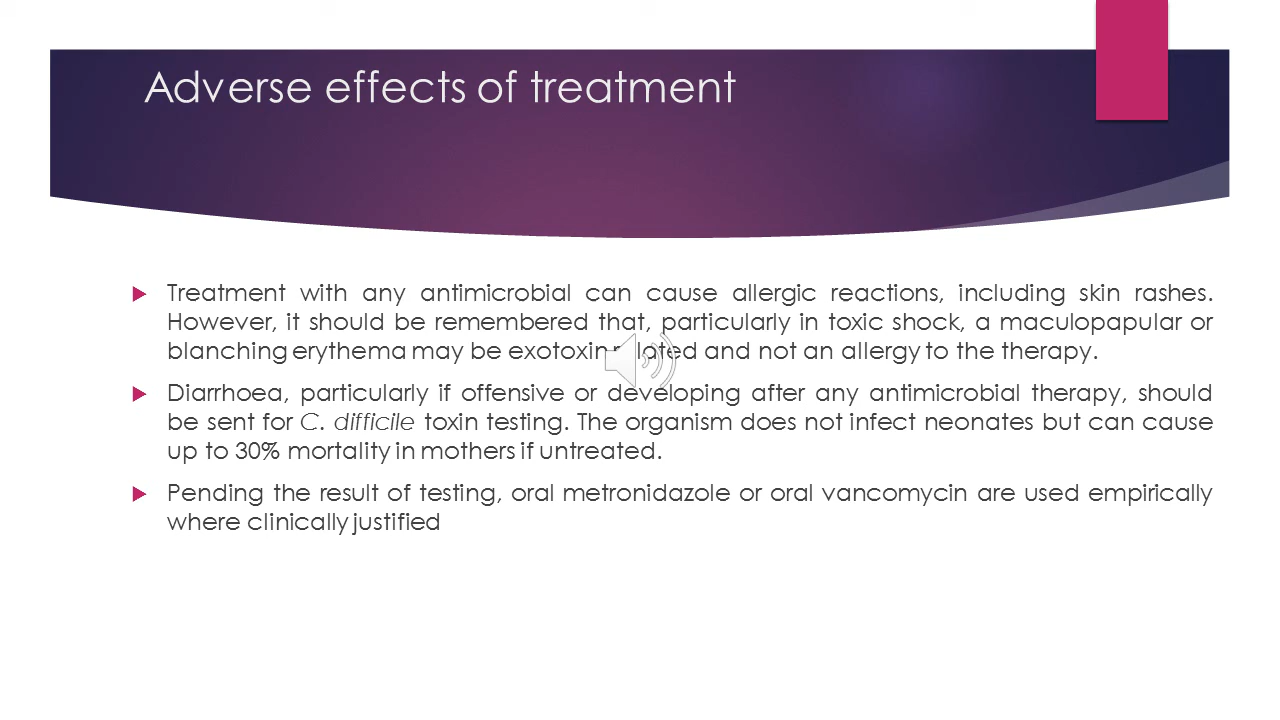 Adverse effects of treatment
Treatment with any antimicrobial can cause allergic reactions, including skin rashes.
However, it should be remembered that, particularly in toxic shock, a maculopapular or
blanching erythema may be exotoxin related and not an allergy to the therapy.
Diarrhoea, particularly if offensive or developing after any antimicrobial therapy, should
be sent for C. difficile toxin testing. The organism does not infect neonates but can cause
up to 30% mortality in mothers if untreated.
Pending the result of testing, oral metronidazole or oral vancomycin are used empirically
where clinically justified